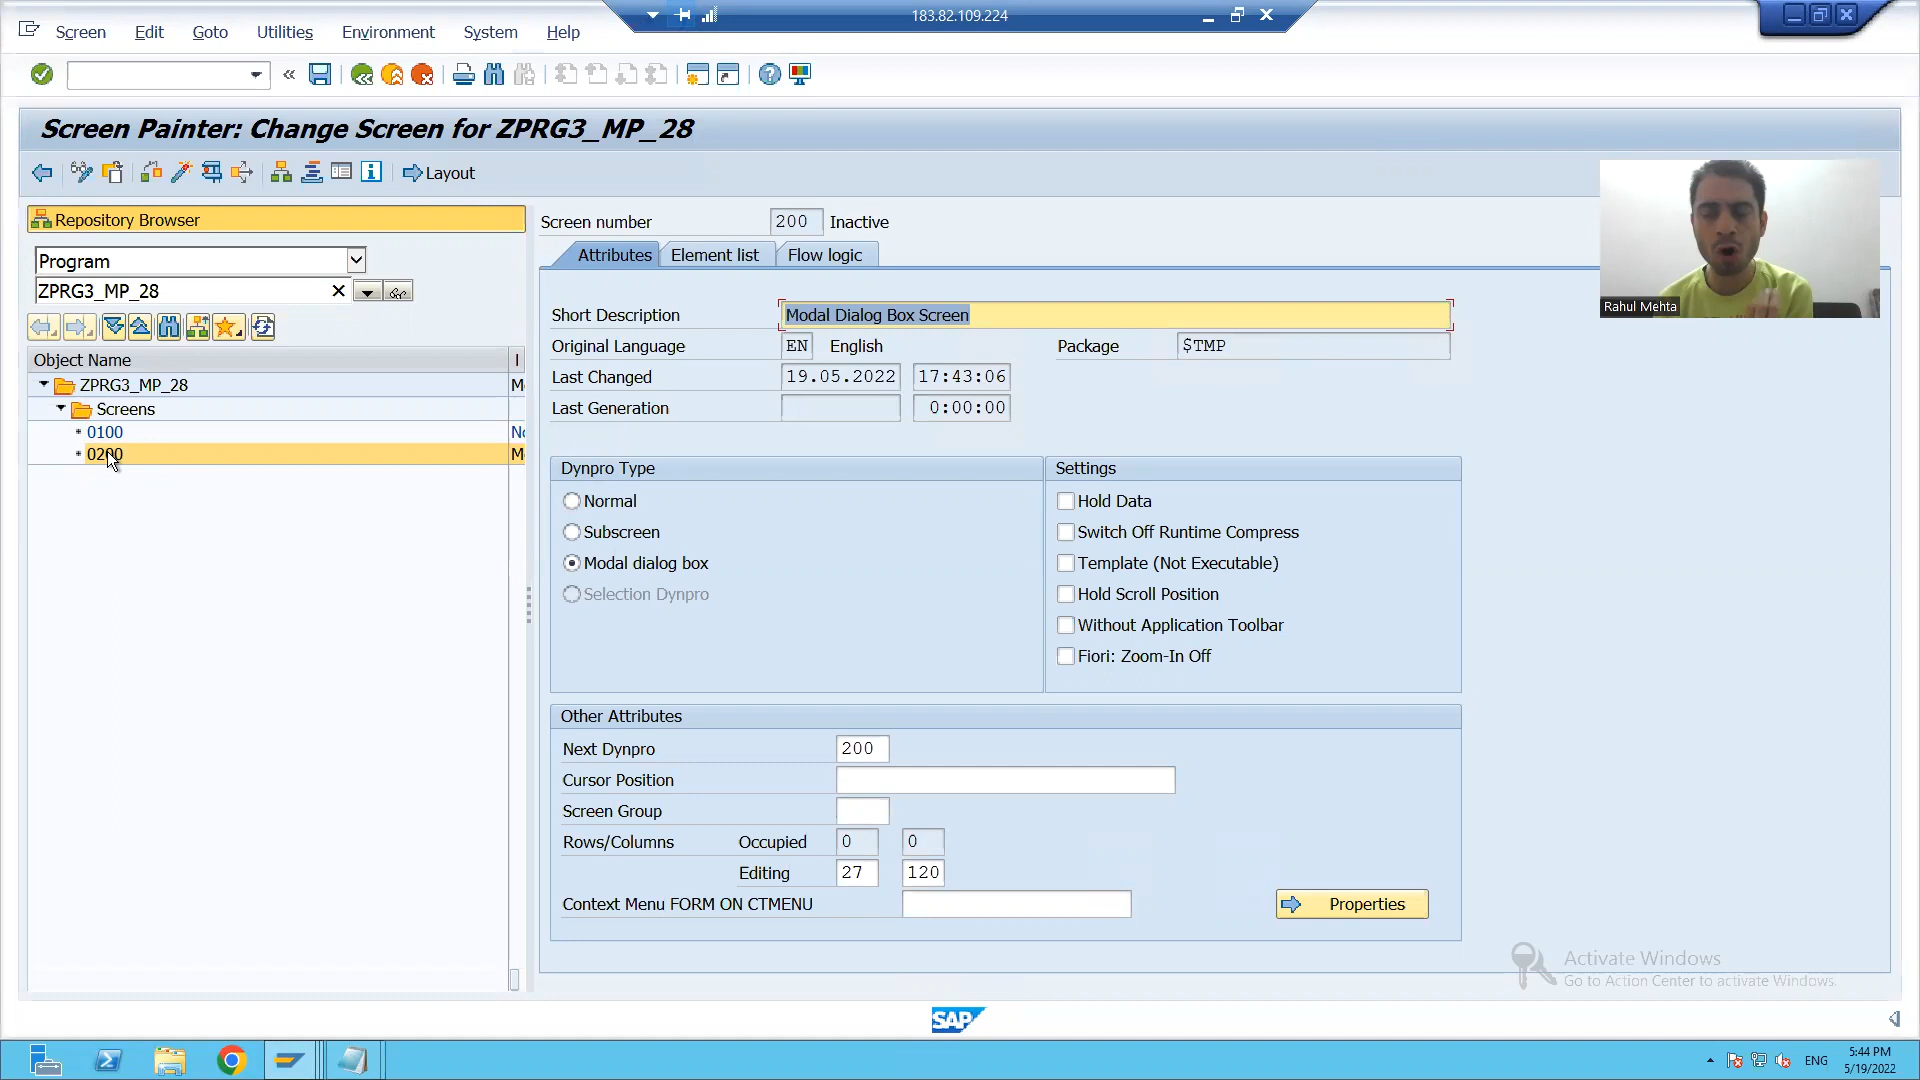 183.82.109.224
Screen Edit Goto Utilities Environment System Help
Screen Painter: Change Screen for ZPRG3_MP_28
Layout
Repository Browser
Program
ZPRG3_MP_28
Object Name
ZPRG3_MP_28 M
Screens
0100 No
0200 M
Screen number 200 Inactive
Attributes Element list Flow logic
Short Description Modal Dialog Box Screen
Original Language EN English Package $TMP
Last Changed 19.05.2022 17:43:06
Last Generation 0:00:00
Dynpro Type
Normal
Subscreen
Modal dialog box
Selection Dynpro
Settings
Hold Data
Switch Off Runtime Compress
Template (Not Executable)
Hold Scroll Position
Without Application Toolbar
Fiori: Zoom-In Off
Other Attributes
Next Dynpro 200
Cursor Position
Screen Group
Rows/Columns Occupied 0 0
Editing 27 120
Context Menu FORM ON CTMENU
Properties
Rahul Mehta
Activate Windows
Go to Action Center to activate Windows.
SAP
ENG
5:44 PM
5/19/2022